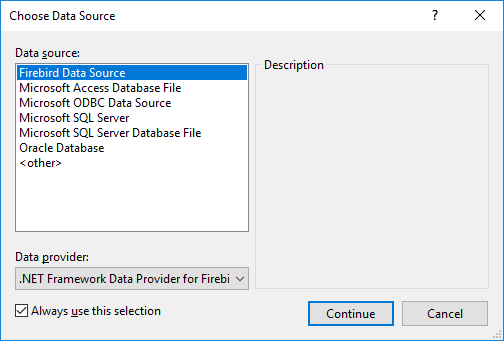 Choose Data Source
?
Data source:
Firebird Data Source
Microsoft Access Database File
Microsoft ODBC Data Source
Microsoft SQL Server
Microsoft SQL Server Database File
Oracle Database
<other>
Description
Data provider:
.NET Framework Data Provider for Firebi
Always use this selection
Continue
Cancel